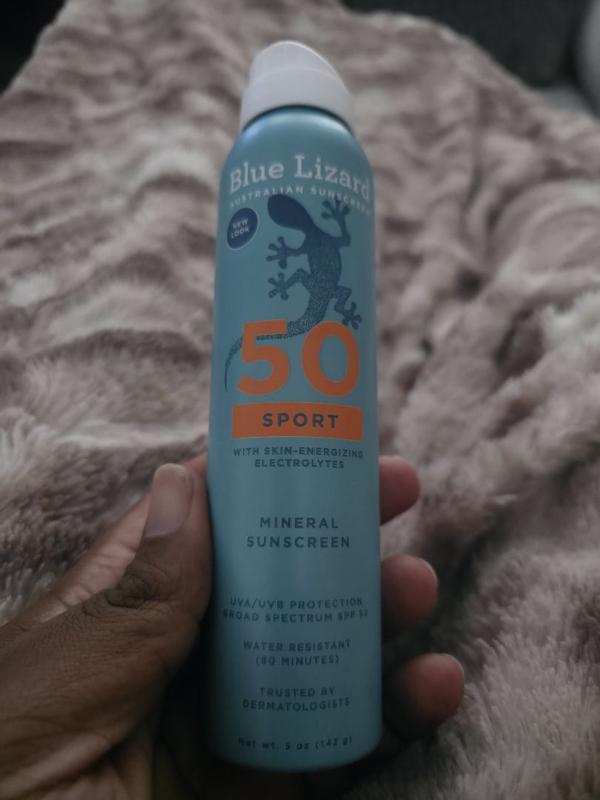 Blue Lizard
AUSTRALIAN SUNSCREEN
NEW
LOOK
50
SPORT
WITH SKIN-ENERGIZING
ELECTROLYTES
MINERAL
SUNSCREEN
UVA/UVB PROTECTION
BROAD SPECTRUM SPF 50
WATER RESISTANT
(80 MINUTES)
TRUSTED BY
DERMATOLOGISTS
Net wt. 5 oz (142 g)